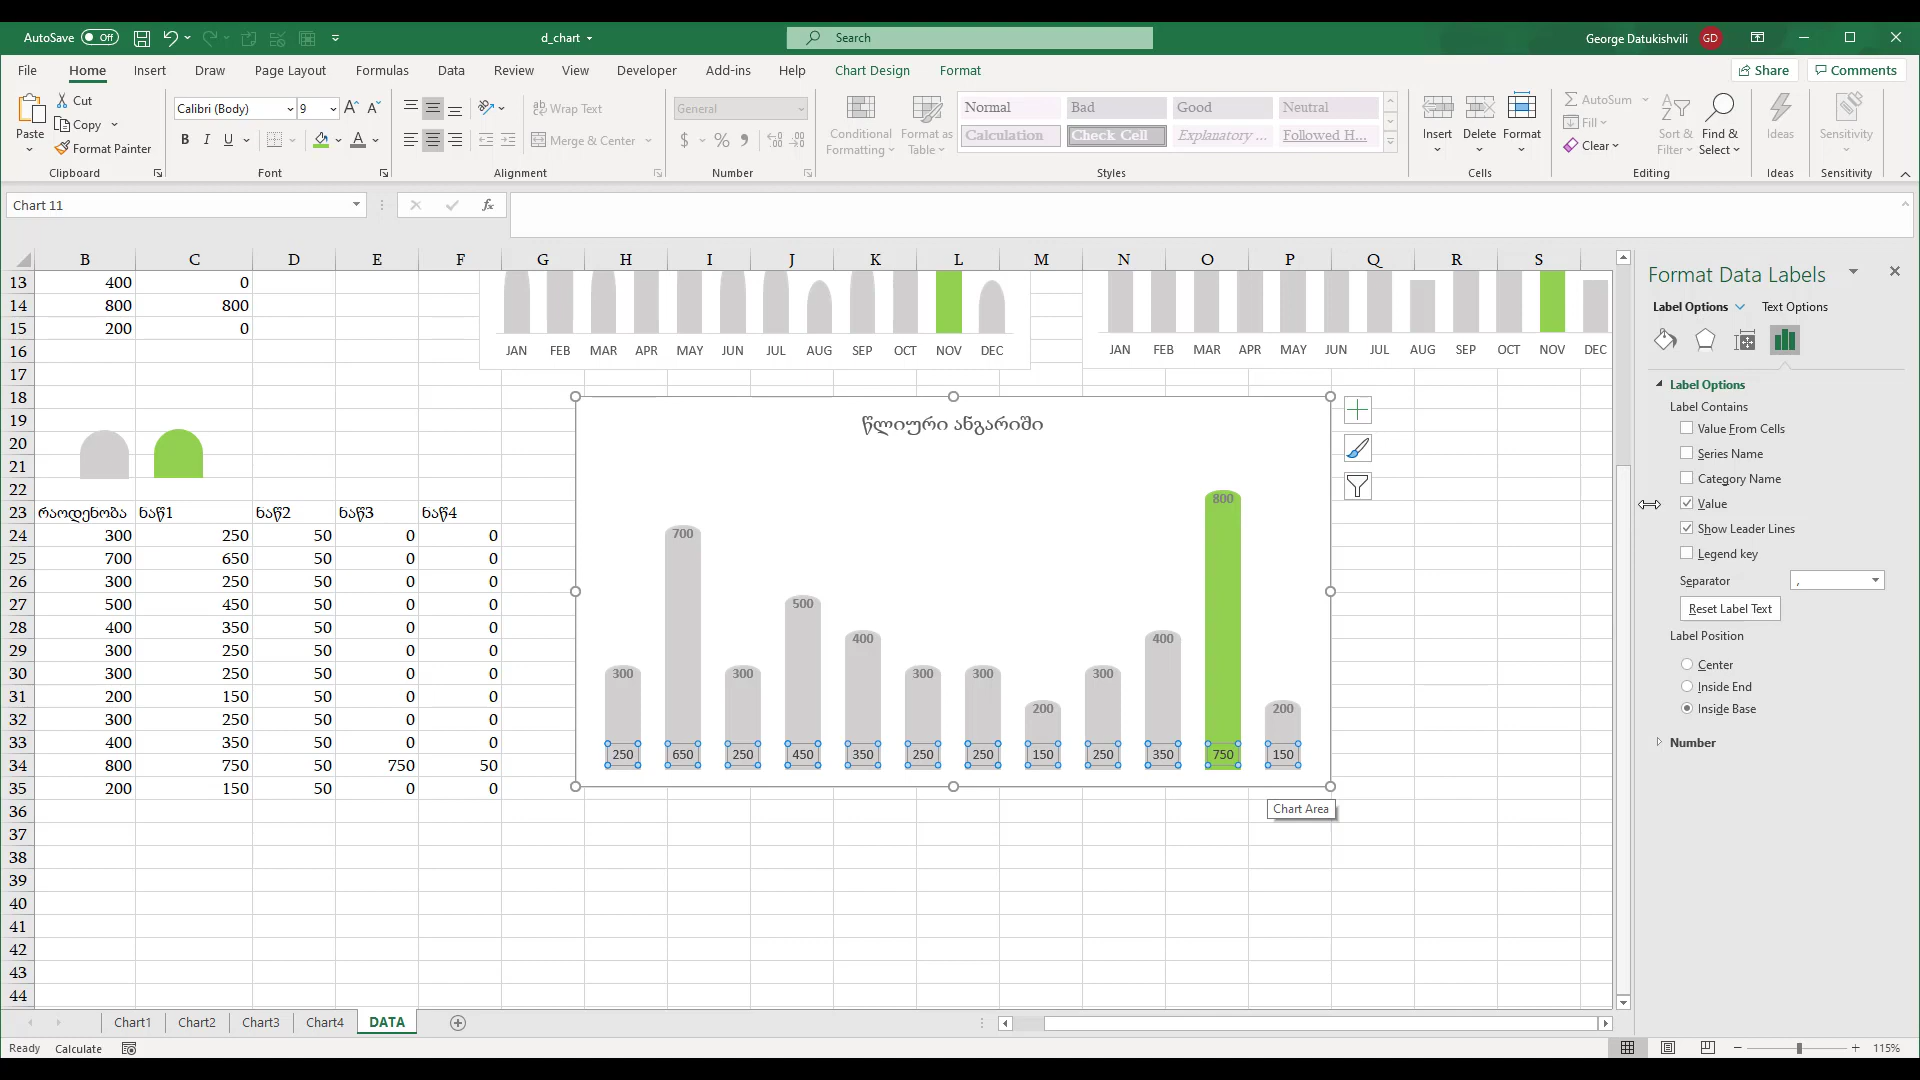 AutoSave Off
d_chart
Search
George Datukishvili GD
File Home Insert Draw Page Layout Formulas Data Review View Developer Add-ins Help Chart Design Format
Share Comments
Paste
Cut
Copy
Format Painter
Clipboard
Calibri (Body) 9
B I U
Font
Wrap Text
Merge & Center
Alignment
General
$ % ,
Number
Conditional Formatting
Format as Table
Normal Bad Good Neutral
Calculation Check Cell Explanatory ... Followed H...
Styles
Insert Delete Format
Cells
AutoSum
Fill
Clear
Sort & Filter
Find & Select
Editing
Ideas
Ideas
Sensitivity
Sensitivity
Chart 11
fx
B C D E F G H I J K L M N O P Q R S
13 400 0
14 800 800
15 200 0
16
17
18
19
20
21
22
23 რაოდენობა ნაწ1 ნაწ2 ნაწ3 ნაწ4
24 300 250 50 0 0
25 700 650 50 0 0
26 300 250 50 0 0
27 500 450 50 0 0
28 400 350 50 0 0
29 300 250 50 0 0
30 300 250 50 0 0
31 200 150 50 0 0
32 300 250 50 0 0
33 400 350 50 0 0
34 800 750 50 750 50
35 200 150 50 0 0
36
37
38
39
40
41
42
43
44
JAN FEB MAR APR MAY JUN JUL AUG SEP OCT NOV DEC
JAN FEB MAR APR MAY JUN JUL AUG SEP OCT NOV DEC
წლიური ანგარიში
300 700 300 500 400 300 300 200 300 400 800 200
250 650 250 450 350 250 250 150 250 350 750 150
Chart Area
Format Data Labels
Label Options Text Options
Label Options
Label Contains
Value From Cells
Series Name
Category Name
Value
Show Leader Lines
Legend key
Separator ,
Reset Label Text
Label Position
Center
Inside End
Inside Base
Number
Chart1 Chart2 Chart3 Chart4 DATA
Ready Calculate
115%